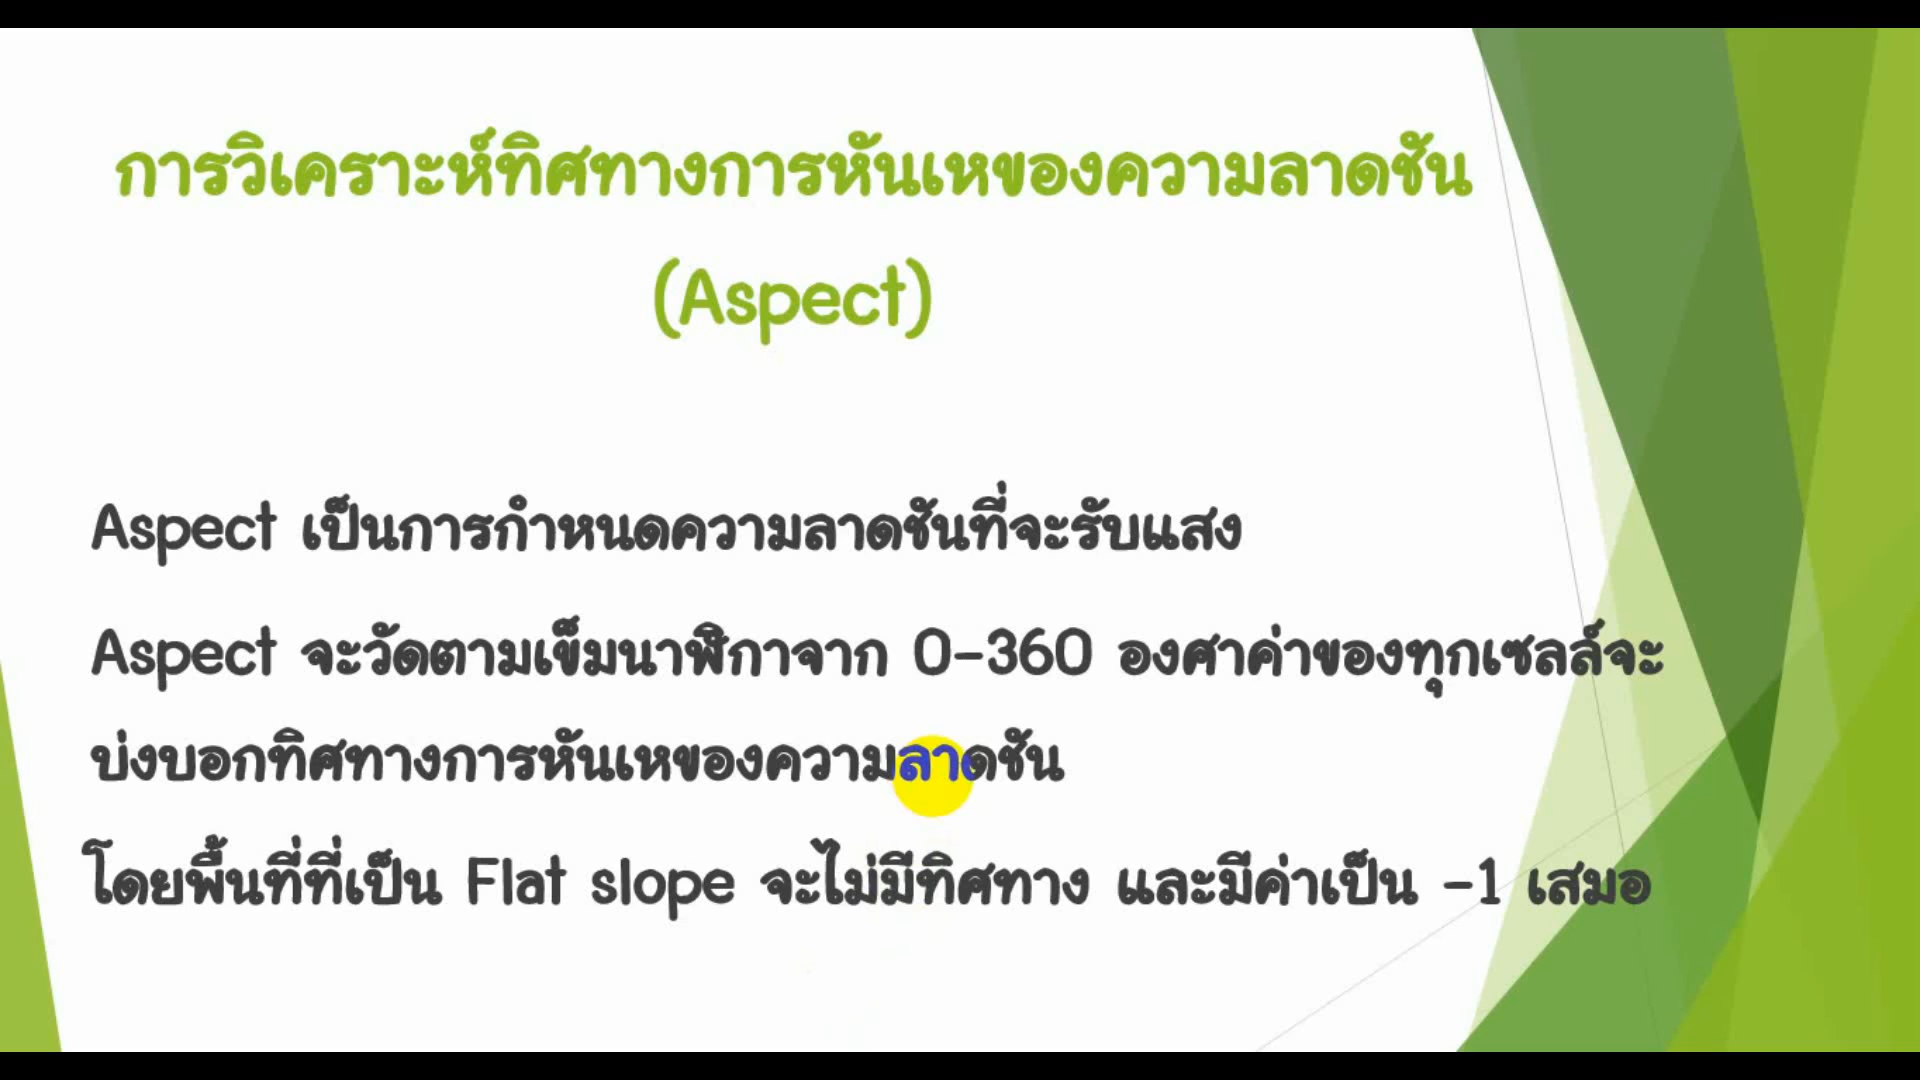 การวิเคราะห์ทิศทางการหันเหของความลาดชัน
(Aspect)
Aspect เป็นการกำหนดความลาดชันที่จะรับแสง
Aspect จะวัดตามเข็มนาฬิกาจาก 0-360 องศาค่าของทุกเซลล์จะ
บ่งบอกทิศทางการหันเหของความลาดชัน
โดยพื้นที่ที่เป็น Flat slope จะไม่มีทิศทาง และมีค่าเป็น -1 เสมอ